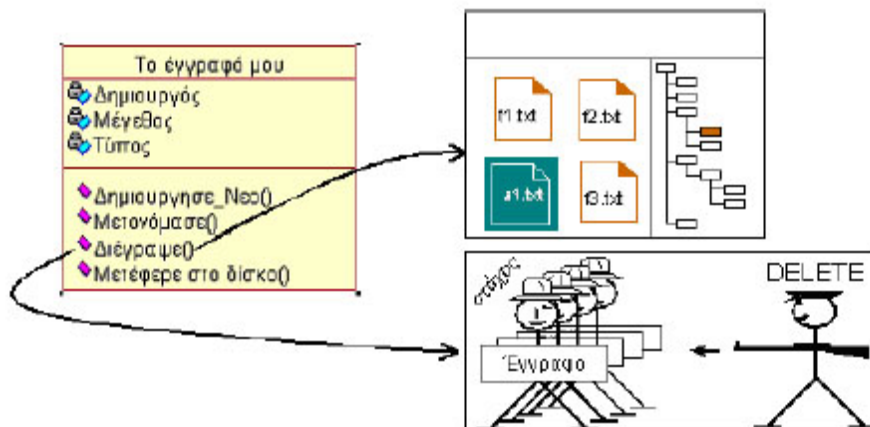 Το έγγραφό μου
Δημιουργός
Μέγεθος
Τύπος
Δημιουργησε_Νεο()
Μετονόμασε()
Διέγραψε()
Μετέφερε στο δίσκο()
f1.txt
f2.txt
a1.txt
f3.txt
στόχος
DELETE
Έγγραφο